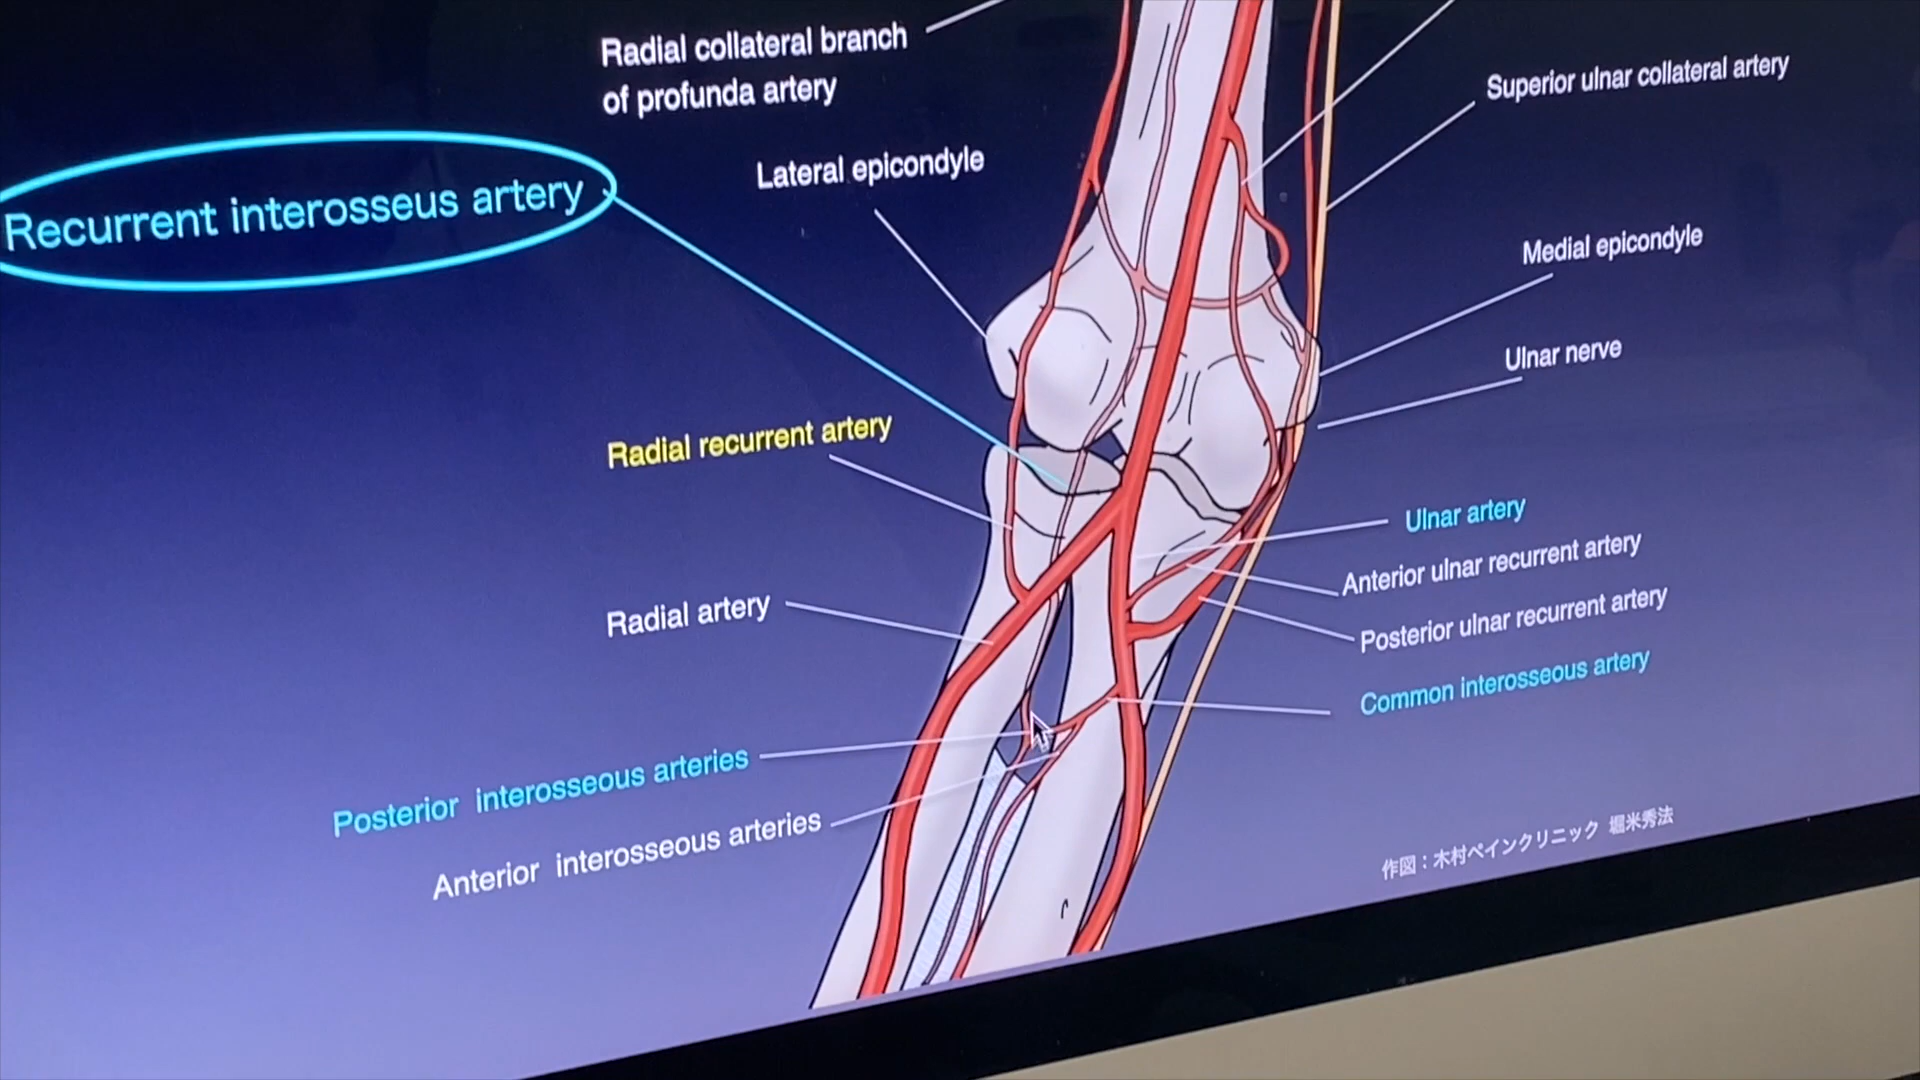 Radial collateral branch
of profunda artery
Superior ulnar collateral artery
Lateral epicondyle
Recurrent interosseus artery
Medial epicondyle
Ulnar nerve
Radial recurrent artery
Ulnar artery
Anterior ulnar recurrent artery
Radial artery
Posterior ulnar recurrent artery
Common interosseous artery
Posterior interosseous arteries
Anterior interosseous arteries
作図：木村ペインクリニック 堀米秀法